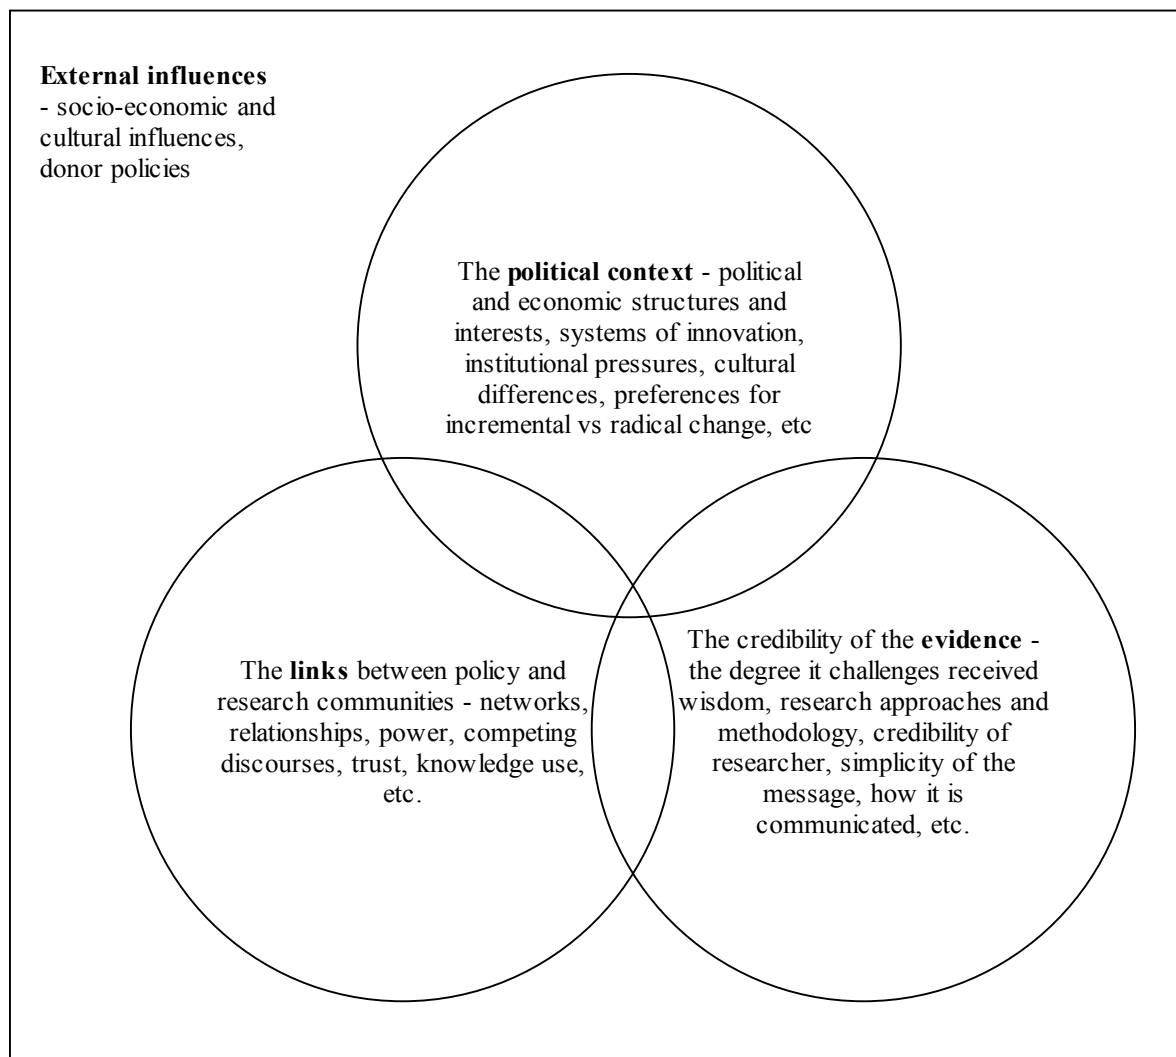 External influences
- socio-economic and
cultural influences,
donor policies
The political context - political
and economic structures and
interests, systems of innovation,
institutional pressures, cultural
differences, preferences for
incremental vs radical change, etc
The links between policy and
research communities - networks,
relationships, power, competing
discourses, trust, knowledge use,
etc.
The credibility of the evidence -
the degree it challenges received
wisdom, research approaches and
methodology, credibility of
researcher, simplicity of the
message, how it is
communicated, etc.